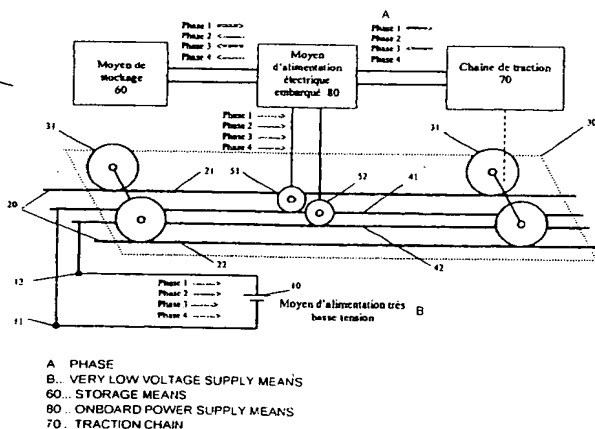 A
Phase 1
Phase 2
Phase 3
Phase 4
Phase 1
Phase 2
Phase 3
Phase 4
Moyen de
stockage
60
Moyen
d'alimentation
électrique
embarqué 80
Chaîne de traction
70
Phase 1
Phase 2
Phase 3
Phase 4
31
31
30
21
51
52
41
20
22
42
12
11
Phase 1
Phase 2
Phase 3
Phase 4
10
Moyen d'alimentation très
basse tension
B
A PHASE
B... VERY LOW VOLTAGE SUPPLY MEANS
60... STORAGE MEANS
80.. ONBOARD POWER SUPPLY MEANS
70. TRACTION CHAIN